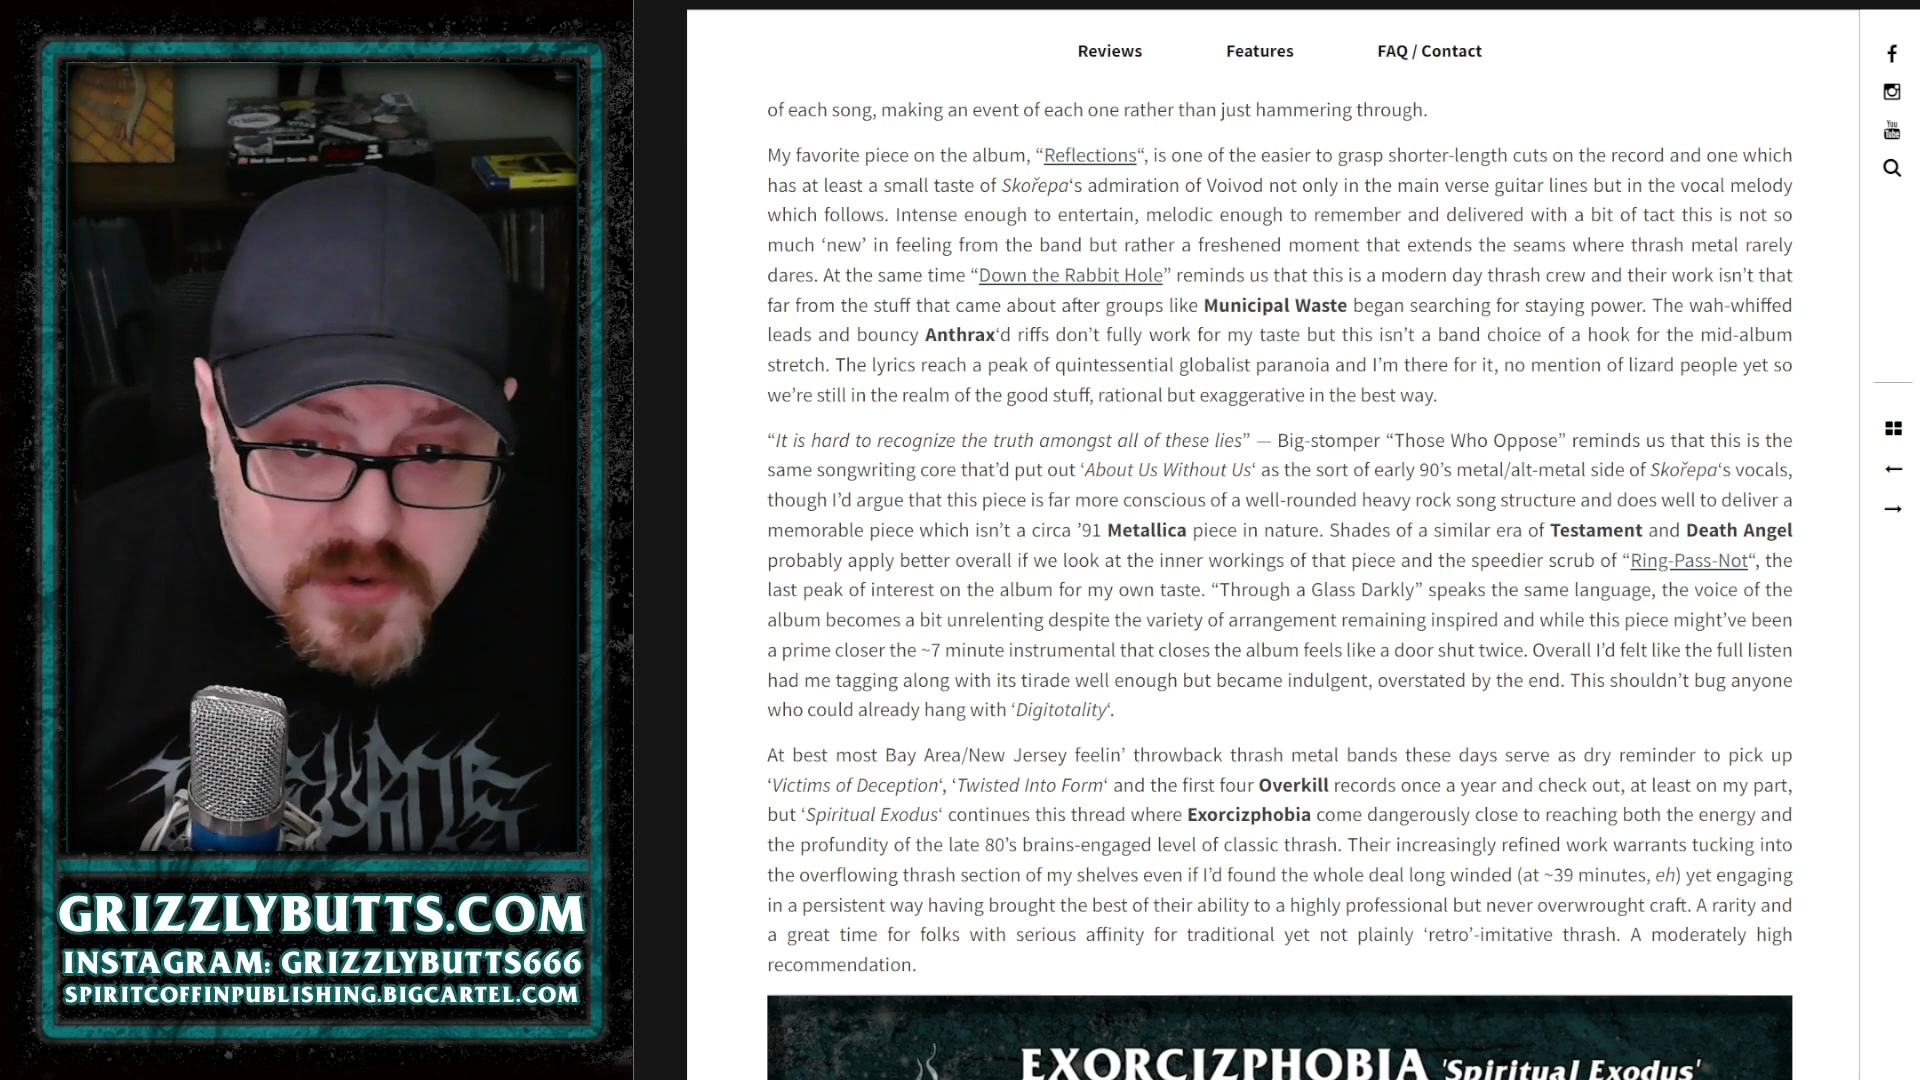 Reviews Features FAQ / Contact
of each song, making an event of each one rather than just hammering through.
My favorite piece on the album, “Reflections“, is one of the easier to grasp shorter-length cuts on the record and one which
has at least a small taste of Skořepa‘s admiration of Voivod not only in the main verse guitar lines but in the vocal melody
which follows. Intense enough to entertain, melodic enough to remember and delivered with a bit of tact this is not so
much ‘new’ in feeling from the band but rather a freshened moment that extends the seams where thrash metal rarely
dares. At the same time “Down the Rabbit Hole” reminds us that this is a modern day thrash crew and their work isn’t that
far from the stuff that came about after groups like Municipal Waste began searching for staying power. The wah-whiffed
leads and bouncy Anthrax‘d riffs don’t fully work for my taste but this isn’t a band choice of a hook for the mid-album
stretch. The lyrics reach a peak of quintessential globalist paranoia and I’m there for it, no mention of lizard people yet so
we’re still in the realm of the good stuff, rational but exaggerative in the best way.
“It is hard to recognize the truth amongst all of these lies” — Big-stomper “Those Who Oppose” reminds us that this is the
same songwriting core that’d put out ‘About Us Without Us‘ as the sort of early 90’s metal/alt-metal side of Skořepa‘s vocals,
though I’d argue that this piece is far more conscious of a well-rounded heavy rock song structure and does well to deliver a
memorable piece which isn’t a circa ’91 Metallica piece in nature. Shades of a similar era of Testament and Death Angel
probably apply better overall if we look at the inner workings of that piece and the speedier scrub of “Ring-Pass-Not“, the
last peak of interest on the album for my own taste. “Through a Glass Darkly” speaks the same language, the voice of the
album becomes a bit unrelenting despite the variety of arrangement remaining inspired and while this piece might’ve been
a prime closer the ~7 minute instrumental that closes the album feels like a door shut twice. Overall I’d felt like the full listen
had me tagging along with its tirade well enough but became indulgent, overstated by the end. This shouldn’t bug anyone
who could already hang with ‘Digitotality‘.
At best most Bay Area/New Jersey feelin’ throwback thrash metal bands these days serve as dry reminder to pick up
‘Victims of Deception‘, ‘Twisted Into Form‘ and the first four Overkill records once a year and check out, at least on my part,
but ‘Spiritual Exodus‘ continues this thread where Exorcizphobia come dangerously close to reaching both the energy and
the profundity of the late 80’s brains-engaged level of classic thrash. Their increasingly refined work warrants tucking into
the overflowing thrash section of my shelves even if I’d found the whole deal long winded (at ~39 minutes, eh) yet engaging
in a persistent way having brought the best of their ability to a highly professional but never overwrought craft. A rarity and
a great time for folks with serious affinity for traditional yet not plainly ‘retro’-imitative thrash. A moderately high
recommendation.
EXORCIZPHOBIA 'Spiritual Exodus'
GRIZZLYBUTTS.COM
INSTAGRAM: GRIZZLYBUTTS666
SPIRITCOFFINPUBLISHING.BIGCARTEL.COM
You
Tube